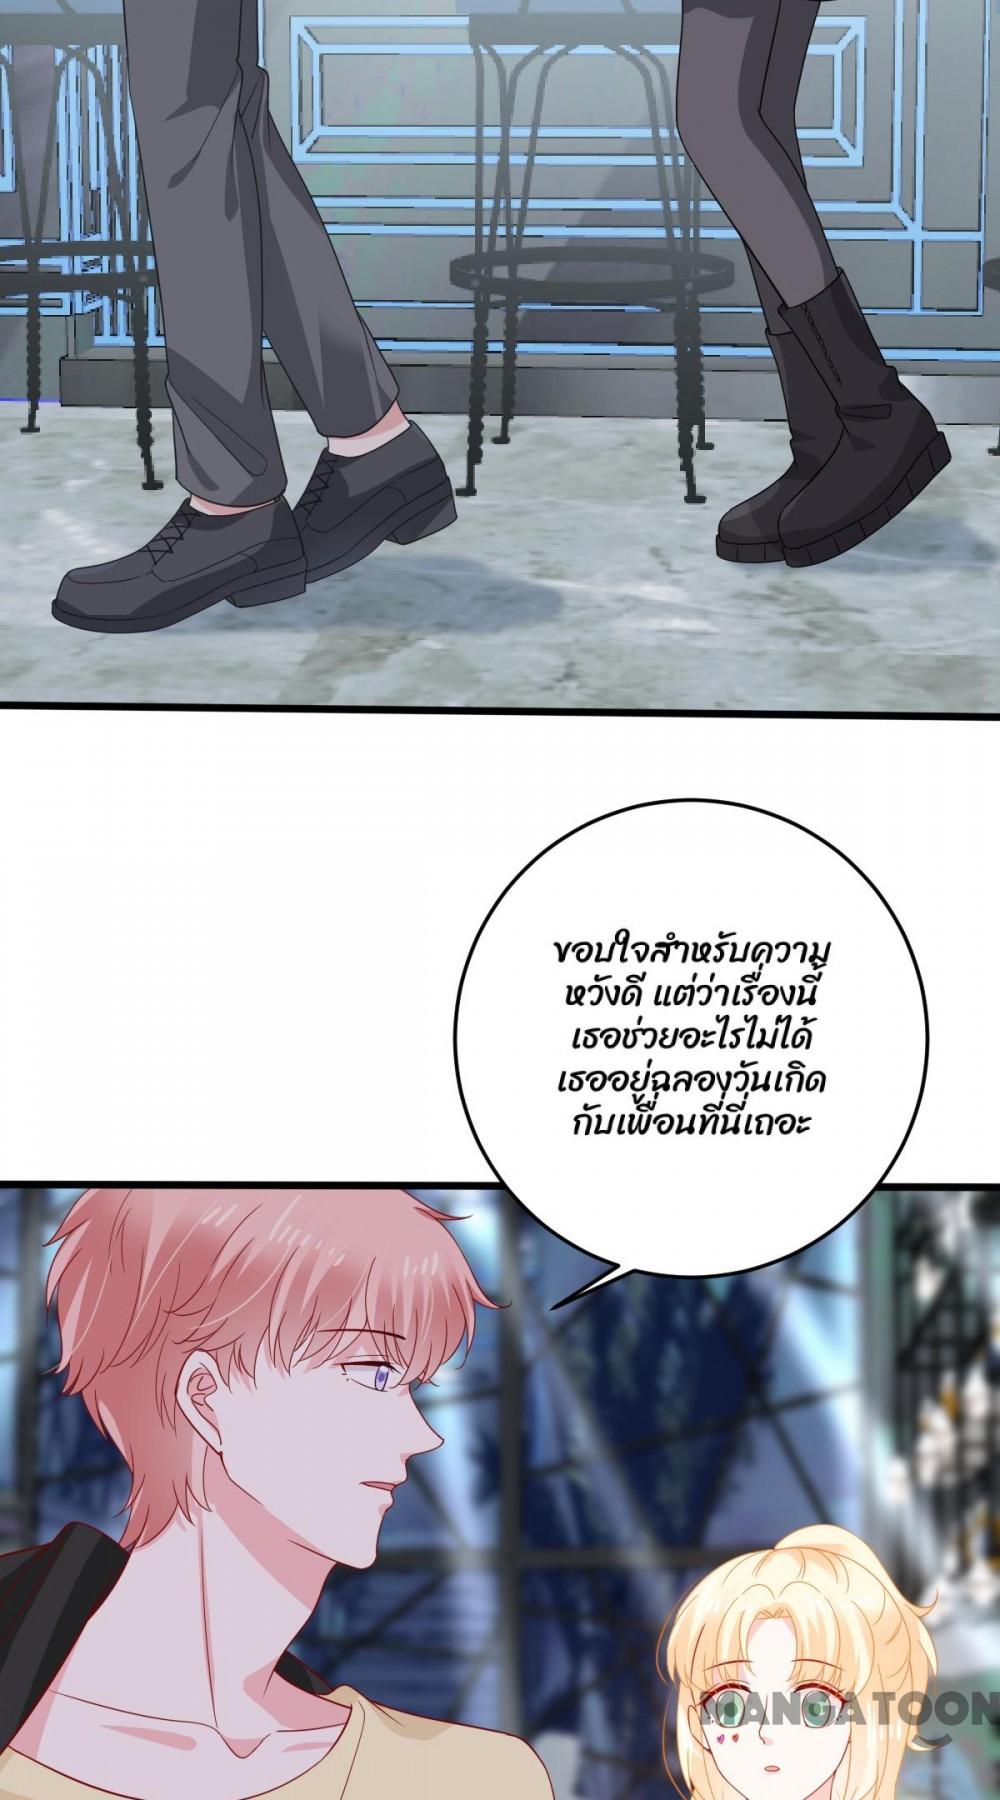 ขอบใจสำหรับความ
หวังดี แต่ว่าเรื่องนี้
เธอช่วยอะไรไม่ได้
เธออยู่ฉลองวันเกิด
กับเพื่อนที่นี่เถอะ
MANGATOON